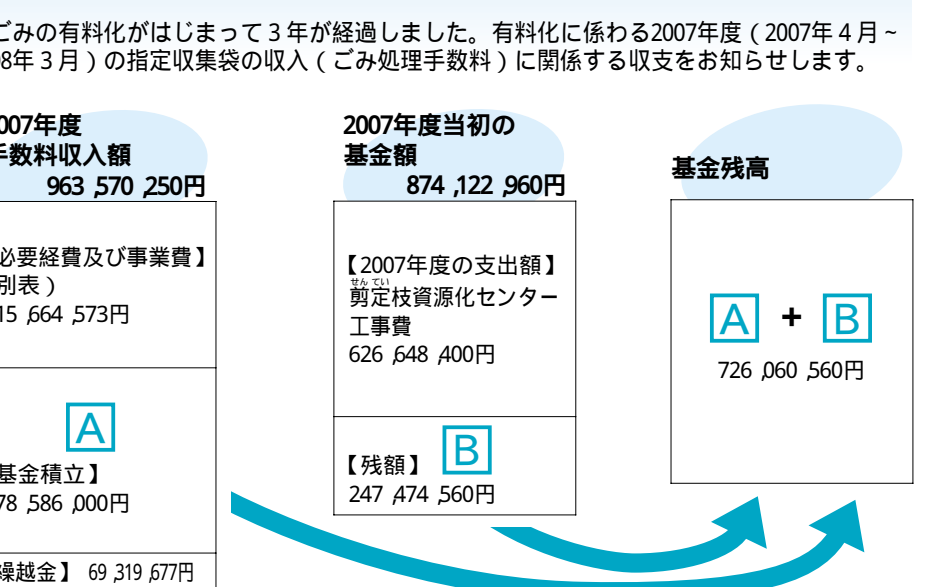 ごみの有料化がはじまって３年が経過しました。有料化に係わる2007年度（2007年４月～
08年３月）の指定収集袋の収入（ごみ処理手数料）に関係する収支をお知らせします。
007年度
手数料収入額
963,570,250円
必要経費及び事業費】
別表）
15,664,573円
A
基金積立】
78,586,000円
繰越金】 69,319,677円
2007年度当初の
基金額
874,122,960円
【2007年度の支出額】
せんてい
剪定枝資源化センター
工事費
626,648,400円
B
【残額】
247,474,560円
基金残高
A + B
726,060,560円